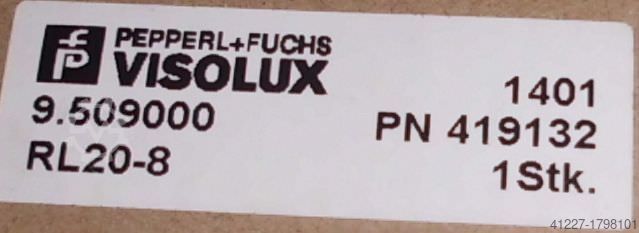 PEPPERL+FUCHS
VISOLUX
9.509000
1401
RL20-8
PN 419132
1Stk.
41227-1798101